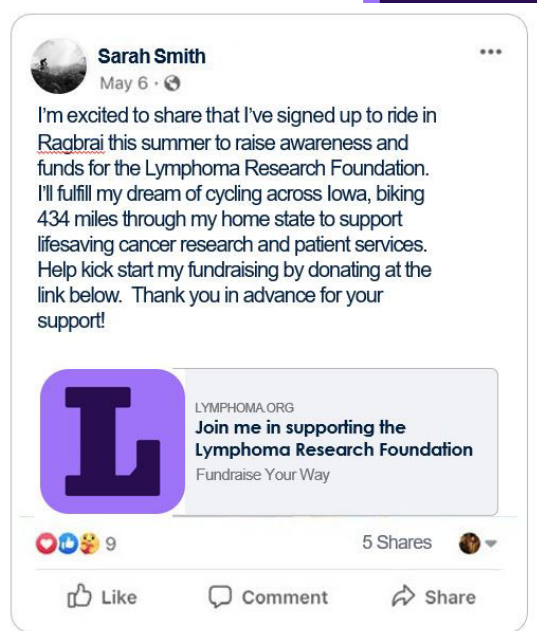 Sarah Smith
May 6 ·
I'm excited to share that I've signed up to ride in
Ragbrai this summer to raise awareness and
funds for the Lymphoma Research Foundation.
I'll fulfill my dream of cycling across Iowa, biking
434 miles through my home state to support
lifesaving cancer research and patient services.
Help kick start my fundraising by donating at the
link below.  Thank you in advance for your
support!
L
LYMPHOMA.ORG
Join me in supporting the
Lymphoma Research Foundation
Fundraise Your Way
9
5 Shares
Like
Comment
Share